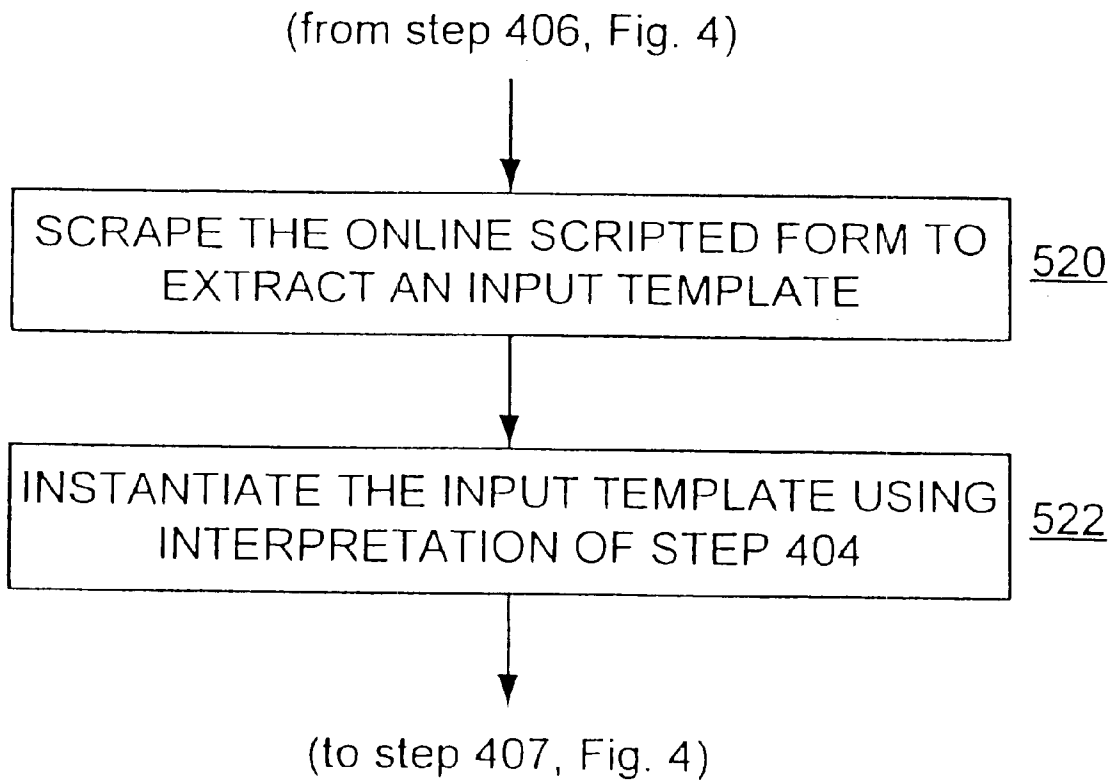 (from step 406, Fig. 4)
SCRAPE THE ONLINE SCRIPTED FORM TO
EXTRACT AN INPUT TEMPLATE
520
INSTANTIATE THE INPUT TEMPLATE USING
INTERPRETATION OF STEP 404
522
(to step 407, Fig. 4)